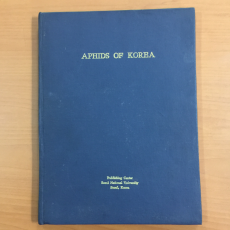 APHIDS OF KOREA
Publishing Center
Seoul National University
Seoul, Korea